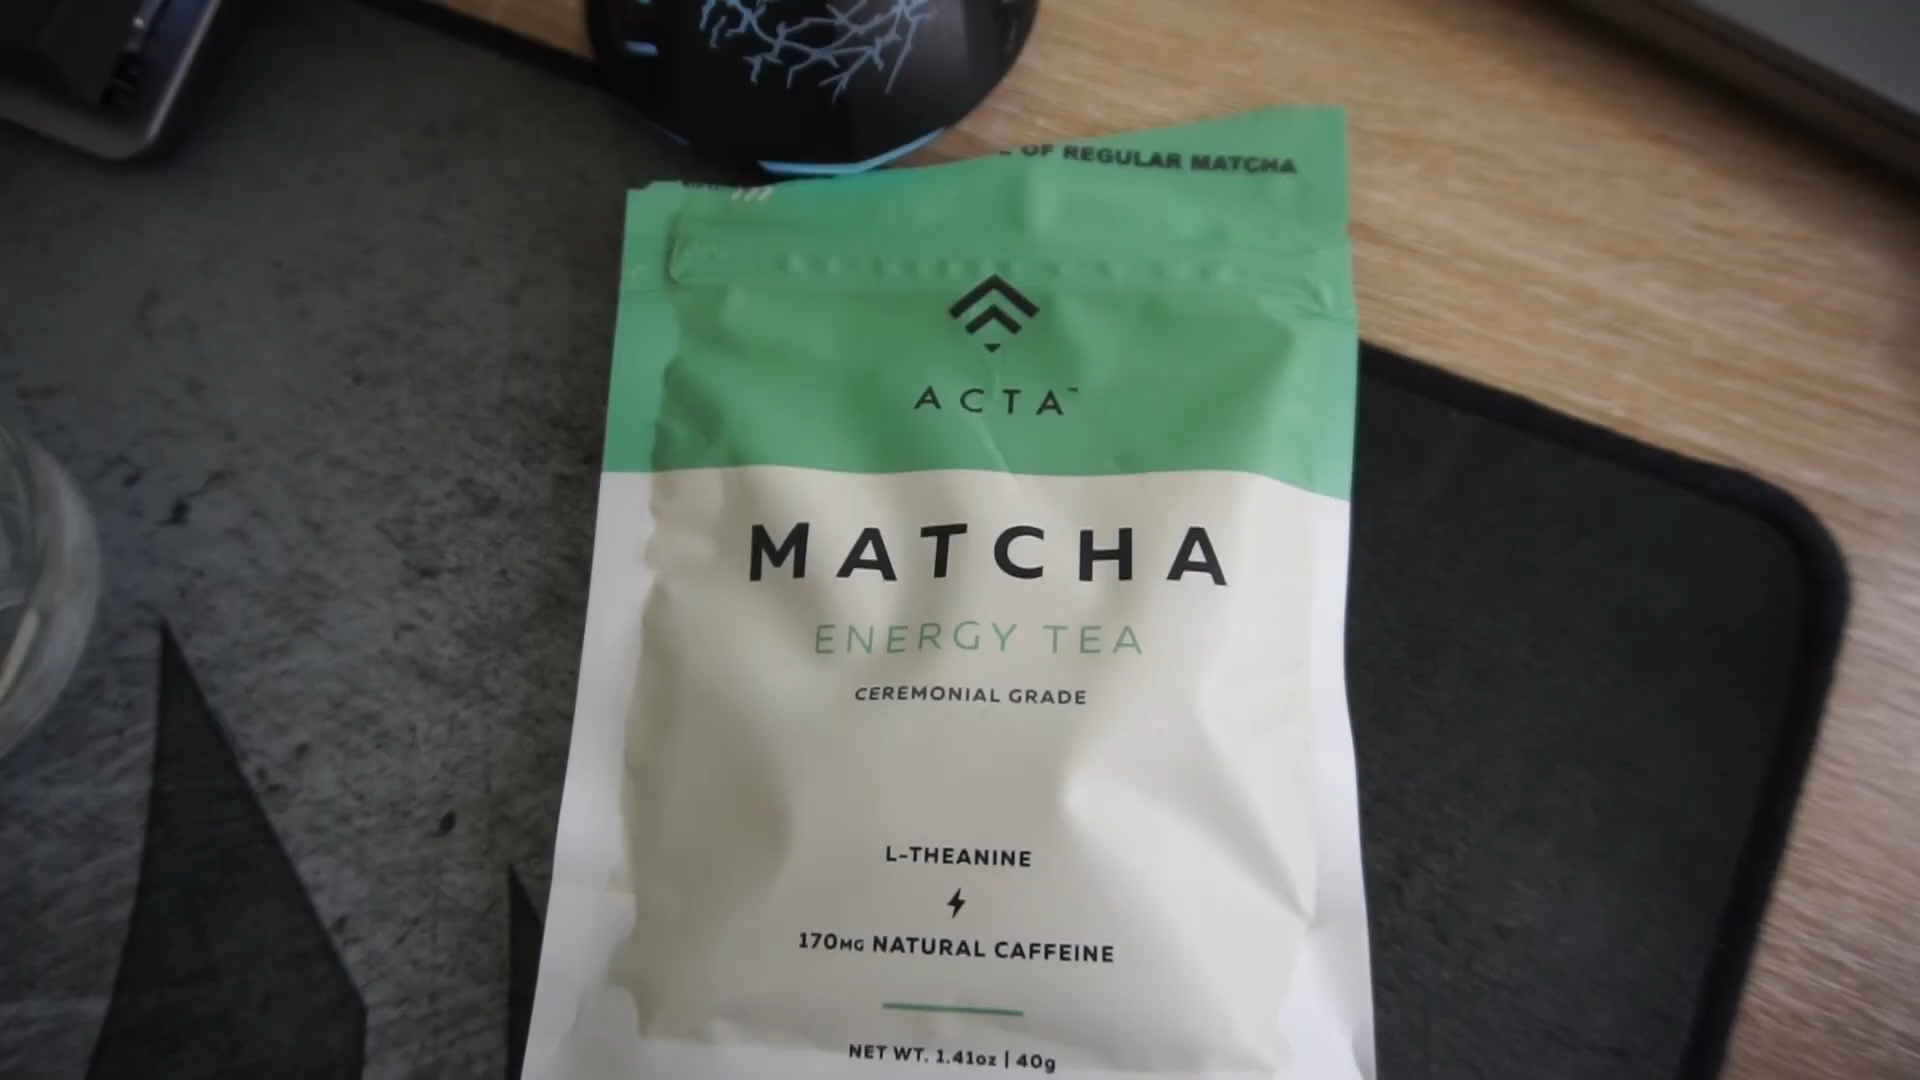 OF REGULAR MATCHA
ACTA™
MATCHA
ENERGY TEA
CEREMONIAL GRADE
L-THEANINE
170MG NATURAL CAFFEINE
NET WT. 1.41oz | 40g